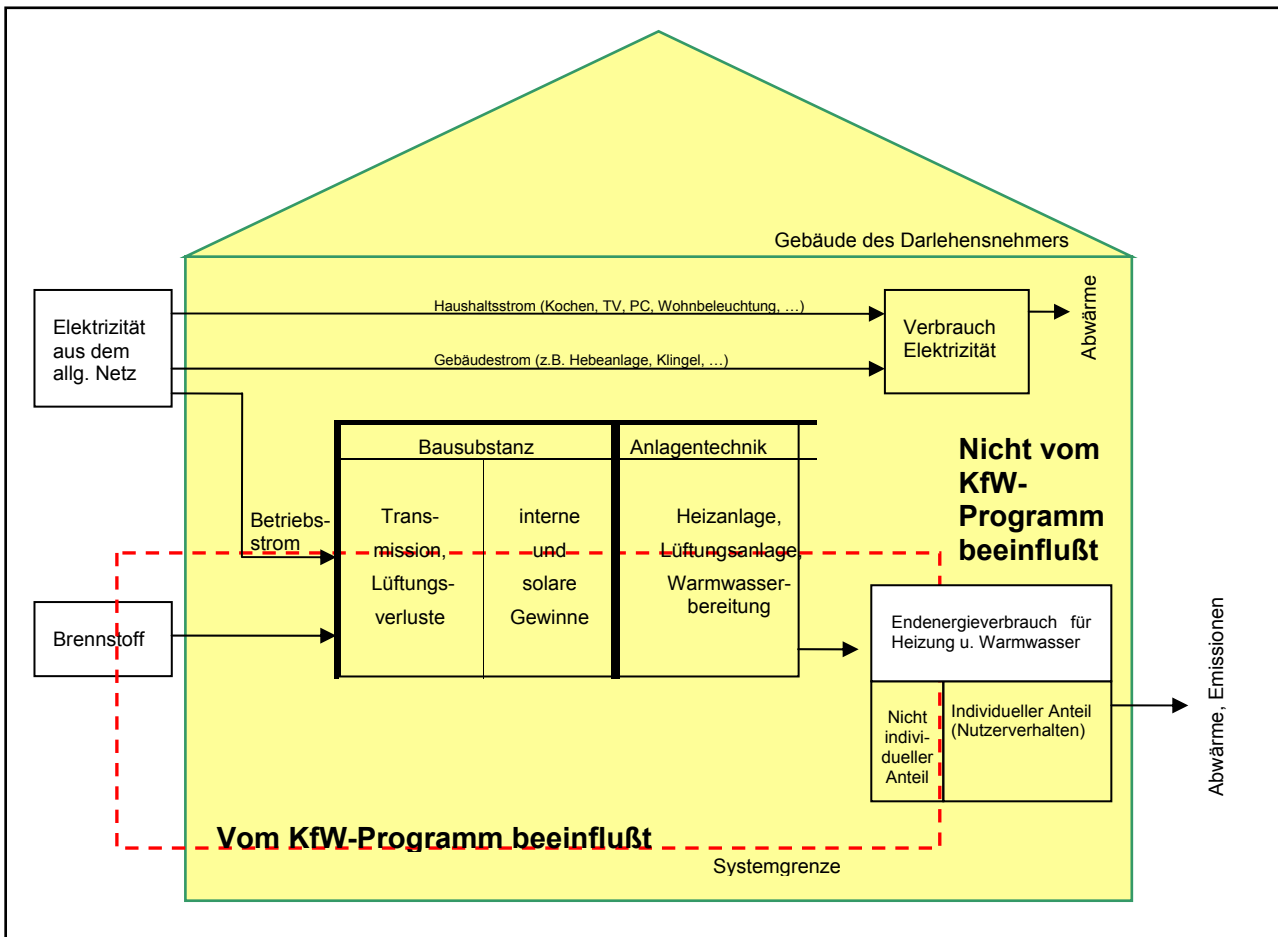 Gebäude des Darlehensnehmers
Elektrizität
aus dem
allg. Netz
Haushaltsstrom (Kochen, TV, PC, Wohnbeleuchtung, …)
Gebäudestrom (z.B. Hebeanlage, Klingel, …)
Verbrauch
Elektrizität
Abwärme
Betriebs-
strom
Bausubstanz
Anlagentechnik
Trans-
mission,
Lüftungs-
verluste
interne
und
solare
Gewinne
Heizanlage,
Lüftungsanlage,
Warmwasser-
bereitung
Nicht vom
KfW-
Programm
beeinflußt
Brennstoff
Endenergieverbrauch für
Heizung u. Warmwasser
Nicht
indivi-
dueller
Anteil
Individueller Anteil
(Nutzerverhalten)
Abwärme, Emissionen
Vom KfW-Programm beeinflußt
Systemgrenze